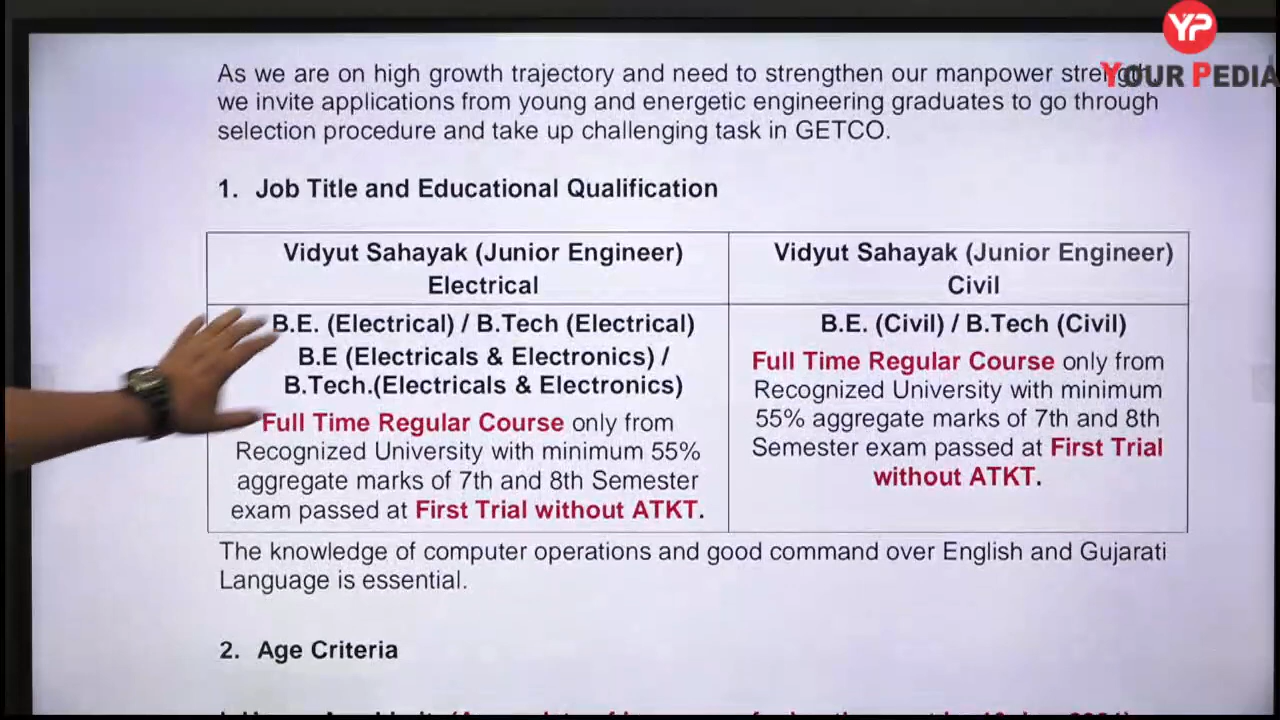 YP
YOUR PEDIA
As we are on high growth trajectory and need to strengthen our manpower strength
we invite applications from young and energetic engineering graduates to go through
selection procedure and take up challenging task in GETCO.
1. Job Title and Educational Qualification
Vidyut Sahayak (Junior Engineer)
Electrical
B.E. (Electrical) / B.Tech (Electrical)
B.E (Electricals & Electronics) /
B.Tech.(Electricals & Electronics)
Full Time Regular Course only from
Recognized University with minimum 55%
aggregate marks of 7th and 8th Semester
exam passed at First Trial without ATKT.
Vidyut Sahayak (Junior Engineer)
Civil
B.E. (Civil) / B.Tech (Civil)
Full Time Regular Course only from
Recognized University with minimum
55% aggregate marks of 7th and 8th
Semester exam passed at First Trial
without ATKT.
The knowledge of computer operations and good command over English and Gujarati
Language is essential.
2. Age Criteria